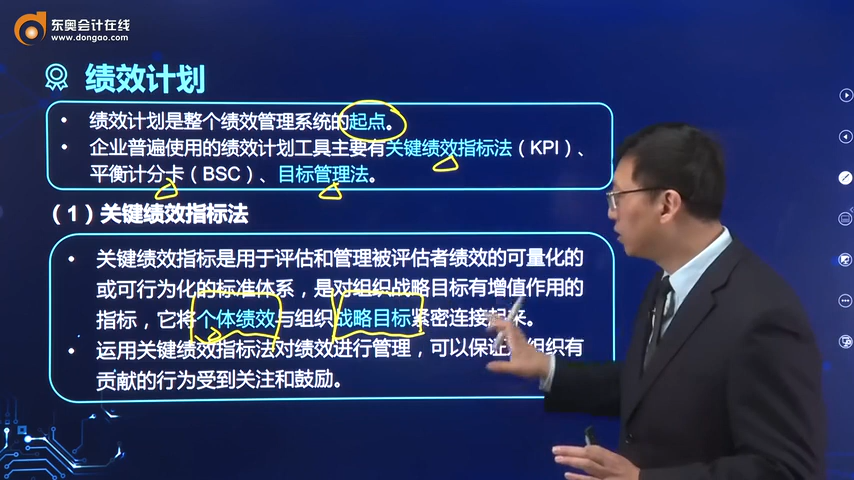 东奥会计在线
www.dongao.com
绩效计划
• 绩效计划是整个绩效管理系统的起点。
• 企业普遍使用的绩效计划工具主要有关键绩效指标法（KPI）、
平衡计分卡（BSC）、目标管理法。
（1）关键绩效指标法
• 关键绩效指标是用于评估和管理被评估者绩效的可量化的
或可行为化的标准体系，是对组织战略目标有增值作用的
指标，它将个体绩效与组织战略目标紧密连接起来。
• 运用关键绩效指标法对绩效进行管理，可以保证 组织有
贡献的行为受到关注和鼓励。